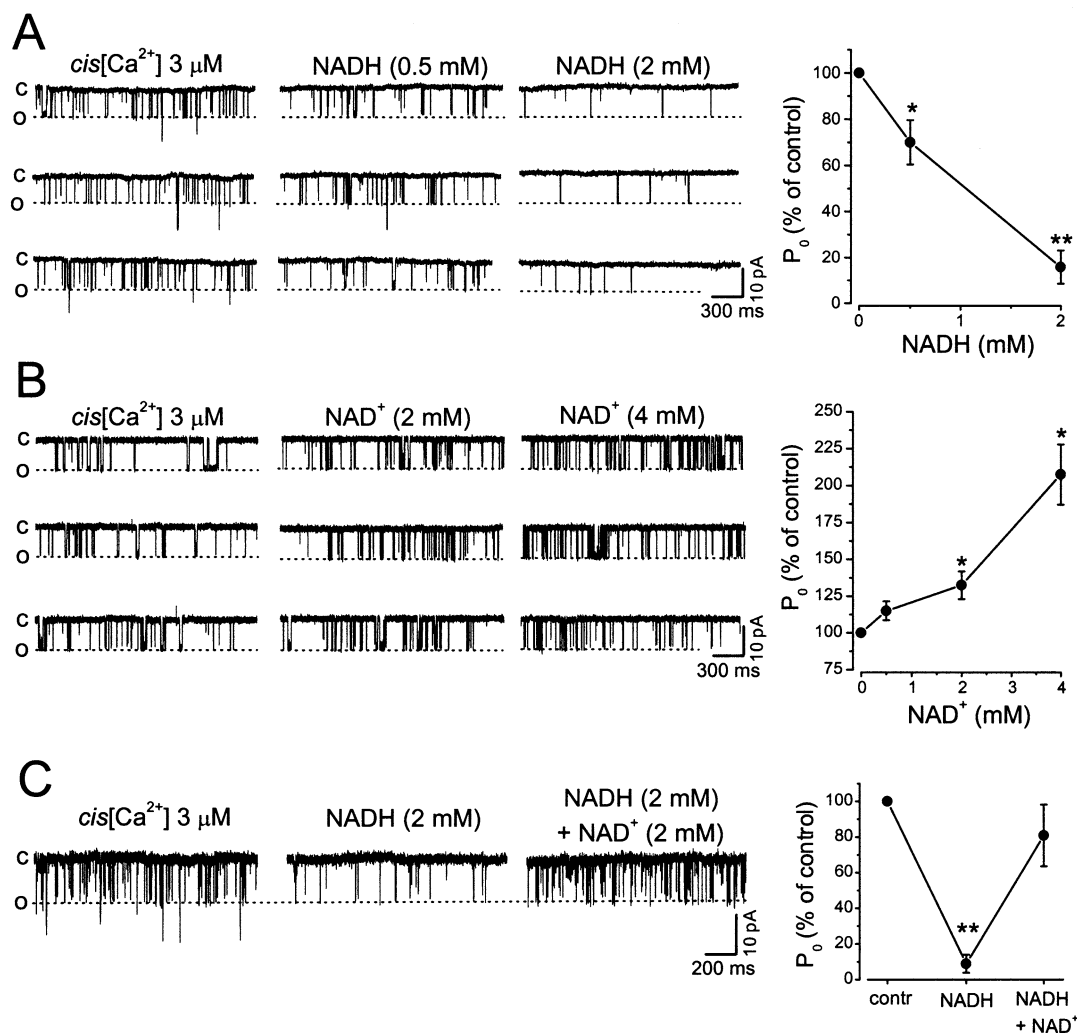 A
cis[Ca2+] 3 μM
NADH (0.5 mM)
NADH (2 mM)
C
O
C
O
C
O
10 pA
300 ms
P0 (% of control)
100
80
60
40
20
0
*
**
0
1
2
NADH (mM)
B
cis[Ca2+] 3 μM
NAD+ (2 mM)
NAD+ (4 mM)
C
O
C
O
C
O
10 pA
300 ms
P0 (% of control)
250
225
200
175
150
125
100
75
*
*
0
1
2
3
4
NAD+ (mM)
C
cis[Ca2+] 3 μM
NADH (2 mM)
NADH (2 mM)
+ NAD+ (2 mM)
C
O
10 pA
200 ms
P0 (% of control)
100
80
60
40
20
0
**
contr
NADH
NADH
+ NAD+